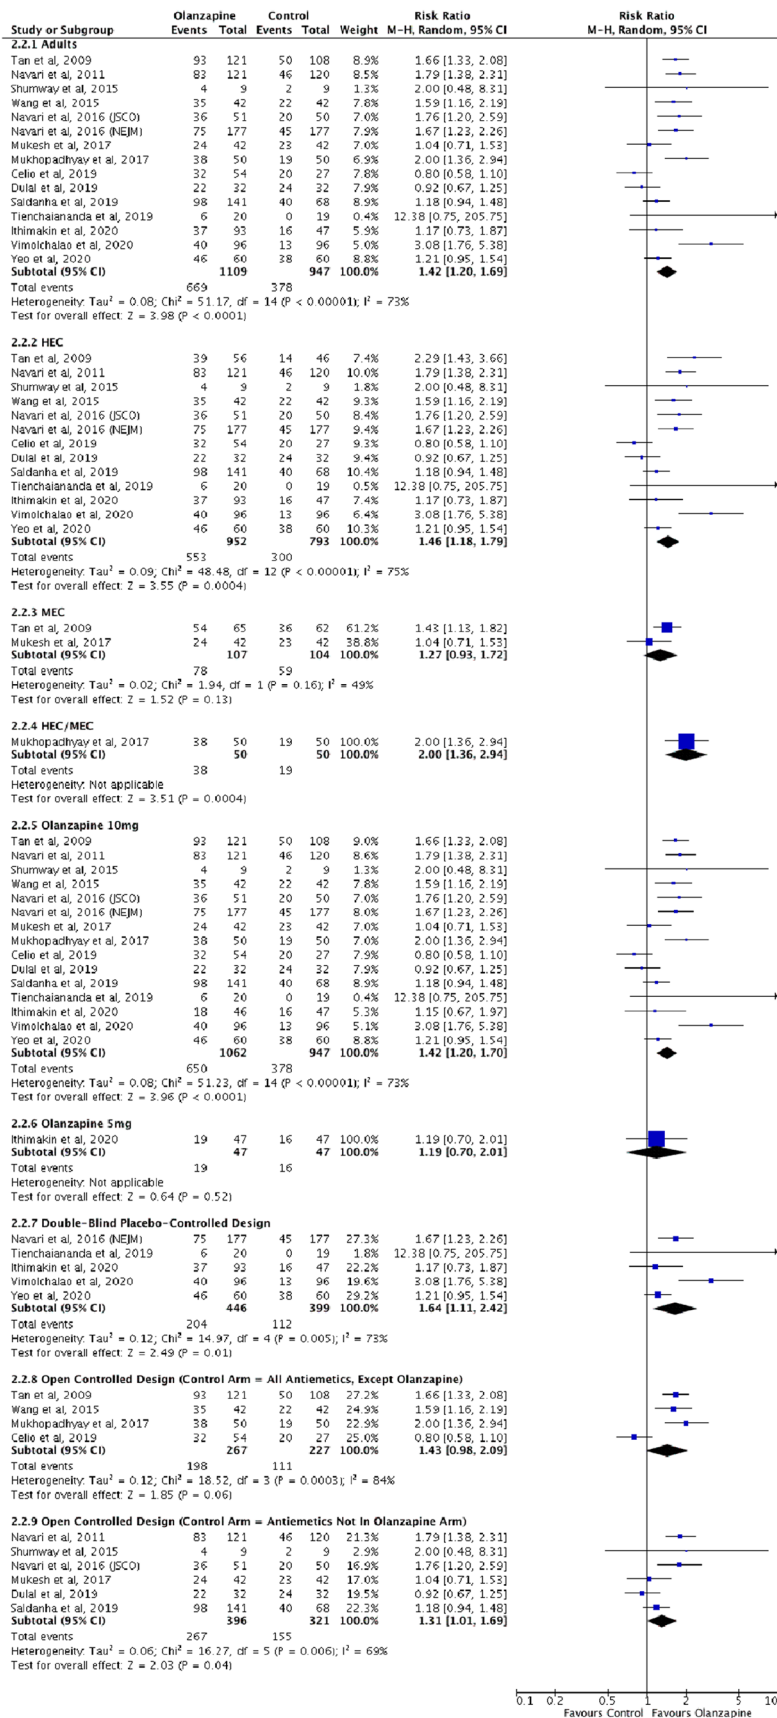 Olanzapine Control Risk Ratio Risk Ratio
Study or Subgroup Events Total Events Total Weight M-H, Random, 95% CI M-H, Random, 95% CI
2.2.1 Adults
Tan et al, 2009 93 121 50 108 8.9% 1.66 [1.33, 2.08]
Navari et al, 2011 83 121 46 120 8.5% 1.79 [1.38, 2.31]
Shumway et al, 2015 4 9 2 9 1.3% 2.00 [0.48, 8.31]
Wang et al, 2015 35 42 22 42 7.8% 1.59 [1.16, 2.19]
Navari et al, 2016 (JSCO) 36 51 20 50 7.0% 1.76 [1.20, 2.59]
Navari et al, 2016 (NEJM) 75 177 45 177 8.0% 1.67 [1.23, 2.26]
Mukesh et al, 2017 24 42 23 42 7.0% 1.04 [0.71, 1.53]
Mukhopadhyay et al, 2017 38 50 19 50 6.9% 2.00 [1.36, 2.94]
Celio et al, 2019 32 54 20 27 7.8% 0.80 [0.58, 1.10]
Dulal et al, 2019 22 32 24 32 7.9% 0.92 [0.67, 1.25]
Saldanha et al, 2019 98 141 40 68 8.9% 1.18 [0.94, 1.48]
Tienchaiananda et al, 2019 6 20 0 19 0.4% 12.38 [0.75, 205.75]
Ithimakin et al, 2020 37 93 16 47 5.9% 1.17 [0.73, 1.87]
Vimolchalao et al, 2020 40 96 13 96 5.0% 3.08 [1.76, 5.38]
Yeo et al, 2020 46 60 38 60 8.8% 1.21 [0.95, 1.54]
Subtotal (95% CI) 1109 947 100.0% 1.42 [1.20, 1.69]
Total events 669 378
Heterogeneity: Tau² = 0.08; Chi² = 51.17, df = 14 (P < 0.00001); I² = 73%
Test for overall effect: Z = 3.98 (P < 0.0001)
2.2.2 HEC
Tan et al, 2009 39 56 14 46 7.4% 2.29 [1.43, 3.66]
Navari et al, 2011 83 121 46 120 10.0% 1.79 [1.38, 2.31]
Shumway et al, 2015 4 9 2 9 1.8% 2.00 [0.48, 8.31]
Wang et al, 2015 35 42 22 42 9.3% 1.59 [1.16, 2.19]
Navari et al, 2016 (JSCO) 36 51 20 50 8.4% 1.76 [1.20, 2.59]
Navari et al, 2016 (NEJM) 75 177 45 177 9.4% 1.67 [1.23, 2.26]
Celio et al, 2019 32 54 20 27 9.3% 0.80 [0.58, 1.10]
Dulal et al, 2019 22 32 24 32 9.4% 0.92 [0.67, 1.25]
Saldanha et al, 2019 98 141 40 68 10.4% 1.18 [0.94, 1.48]
Tienchaiananda et al, 2019 6 20 0 19 0.5% 12.38 [0.75, 205.75]
Ithimakin et al, 2020 37 93 16 47 7.4% 1.17 [0.73, 1.87]
Vimolchalao et al, 2020 40 96 13 96 6.4% 3.08 [1.76, 5.38]
Yeo et al, 2020 46 60 38 60 10.3% 1.21 [0.95, 1.54]
Subtotal (95% CI) 952 793 100.0% 1.46 [1.18, 1.79]
Total events 553 300
Heterogeneity: Tau² = 0.09; Chi² = 48.48, df = 12 (P < 0.00001); I² = 75%
Test for overall effect: Z = 3.55 (P = 0.0004)
2.2.3 MEC
Tan et al, 2009 54 65 36 62 61.2% 1.43 [1.13, 1.82]
Mukesh et al, 2017 24 42 23 42 38.8% 1.04 [0.71, 1.53]
Subtotal (95% CI) 107 104 100.0% 1.27 [0.93, 1.72]
Total events 78 59
Heterogeneity: Tau² = 0.02; Chi² = 1.94, df = 1 (P = 0.16); I² = 49%
Test for overall effect: Z = 1.52 (P = 0.13)
2.2.4 HEC/MEC
Mukhopadhyay et al, 2017 38 50 19 50 100.0% 2.00 [1.36, 2.94]
Subtotal (95% CI) 50 50 100.0% 2.00 [1.36, 2.94]
Total events 38 19
Heterogeneity: Not applicable
Test for overall effect: Z = 3.51 (P = 0.0004)
2.2.5 Olanzapine 10mg
Tan et al, 2009 93 121 50 108 9.0% 1.66 [1.33, 2.08]
Navari et al, 2011 83 121 46 120 8.6% 1.79 [1.38, 2.31]
Shumway et al, 2015 4 9 2 9 1.3% 2.00 [0.48, 8.31]
Wang et al, 2015 35 42 22 42 7.8% 1.59 [1.16, 2.19]
Navari et al, 2016 (JSCO) 36 51 20 50 7.0% 1.76 [1.20, 2.59]
Navari et al, 2016 (NEJM) 75 177 45 177 8.0% 1.67 [1.23, 2.26]
Mukesh et al, 2017 24 42 23 42 7.0% 1.04 [0.71, 1.53]
Mukhopadhyay et al, 2017 38 50 19 50 7.0% 2.00 [1.36, 2.94]
Celio et al, 2019 32 54 20 27 7.9% 0.80 [0.58, 1.10]
Dulal et al, 2019 22 32 24 32 7.9% 0.92 [0.67, 1.25]
Saldanha et al, 2019 98 141 40 68 9.0% 1.18 [0.94, 1.48]
Tienchaiananda et al, 2019 6 20 0 19 0.4% 12.38 [0.75, 205.75]
Ithimakin et al, 2020 18 46 16 47 5.3% 1.15 [0.67, 1.97]
Vimolchalao et al, 2020 40 96 13 96 5.1% 3.08 [1.76, 5.38]
Yeo et al, 2020 46 60 38 60 8.8% 1.21 [0.95, 1.54]
Subtotal (95% CI) 1062 947 100.0% 1.42 [1.20, 1.70]
Total events 650 378
Heterogeneity: Tau² = 0.08; Chi² = 51.23, df = 14 (P < 0.00001); I² = 73%
Test for overall effect: Z = 3.96 (P < 0.0001)
2.2.6 Olanzapine 5mg
Ithimakin et al, 2020 19 47 16 47 100.0% 1.19 [0.70, 2.01]
Subtotal (95% CI) 47 47 100.0% 1.19 [0.70, 2.01]
Total events 19 16
Heterogeneity: Not applicable
Test for overall effect: Z = 0.64 (P = 0.52)
2.2.7 Double-Blind Placebo-Controlled Design
Navari et al, 2016 (NEJM) 75 177 45 177 27.3% 1.67 [1.23, 2.26]
Tienchaiananda et al, 2019 6 20 0 19 1.8% 12.38 [0.75, 205.75]
Ithimakin et al, 2020 37 93 16 47 22.2% 1.17 [0.73, 1.87]
Vimolchalao et al, 2020 40 96 13 96 19.6% 3.08 [1.76, 5.38]
Yeo et al, 2020 46 60 38 60 29.2% 1.21 [0.95, 1.54]
Subtotal (95% CI) 446 399 100.0% 1.64 [1.11, 2.42]
Total events 204 112
Heterogeneity: Tau² = 0.12; Chi² = 14.97, df = 4 (P = 0.005); I² = 73%
Test for overall effect: Z = 2.49 (P = 0.01)
2.2.8 Open Controlled Design (Control Arm = All Antiemetics, Except Olanzapine)
Tan et al, 2009 93 121 50 108 27.2% 1.66 [1.33, 2.08]
Wang et al, 2015 35 42 22 42 24.9% 1.59 [1.16, 2.19]
Mukhopadhyay et al, 2017 38 50 19 50 22.9% 2.00 [1.36, 2.94]
Celio et al, 2019 32 54 20 27 25.0% 0.80 [0.58, 1.10]
Subtotal (95% CI) 267 227 100.0% 1.43 [0.98, 2.09]
Total events 198 111
Heterogeneity: Tau² = 0.12; Chi² = 18.52, df = 3 (P = 0.0003); I² = 84%
Test for overall effect: Z = 1.85 (P = 0.06)
2.2.9 Open Controlled Design (Control Arm = Antiemetics Not In Olanzapine Arm)
Navari et al, 2011 83 121 46 120 21.3% 1.79 [1.38, 2.31]
Shumway et al, 2015 4 9 2 9 2.9% 2.00 [0.48, 8.31]
Navari et al, 2016 (JSCO) 36 51 20 50 16.9% 1.76 [1.20, 2.59]
Mukesh et al, 2017 24 42 23 42 17.0% 1.04 [0.71, 1.53]
Dulal et al, 2019 22 32 24 32 19.5% 0.92 [0.67, 1.25]
Saldanha et al, 2019 98 141 40 68 22.3% 1.18 [0.94, 1.48]
Subtotal (95% CI) 396 321 100.0% 1.31 [1.01, 1.69]
Total events 267 155
Heterogeneity: Tau² = 0.06; Chi² = 16.27, df = 5 (P = 0.006); I² = 69%
Test for overall effect: Z = 2.03 (P = 0.04)
0.1 0.2 0.5 1 2 5 10
Favours Control Favours Olanzapine